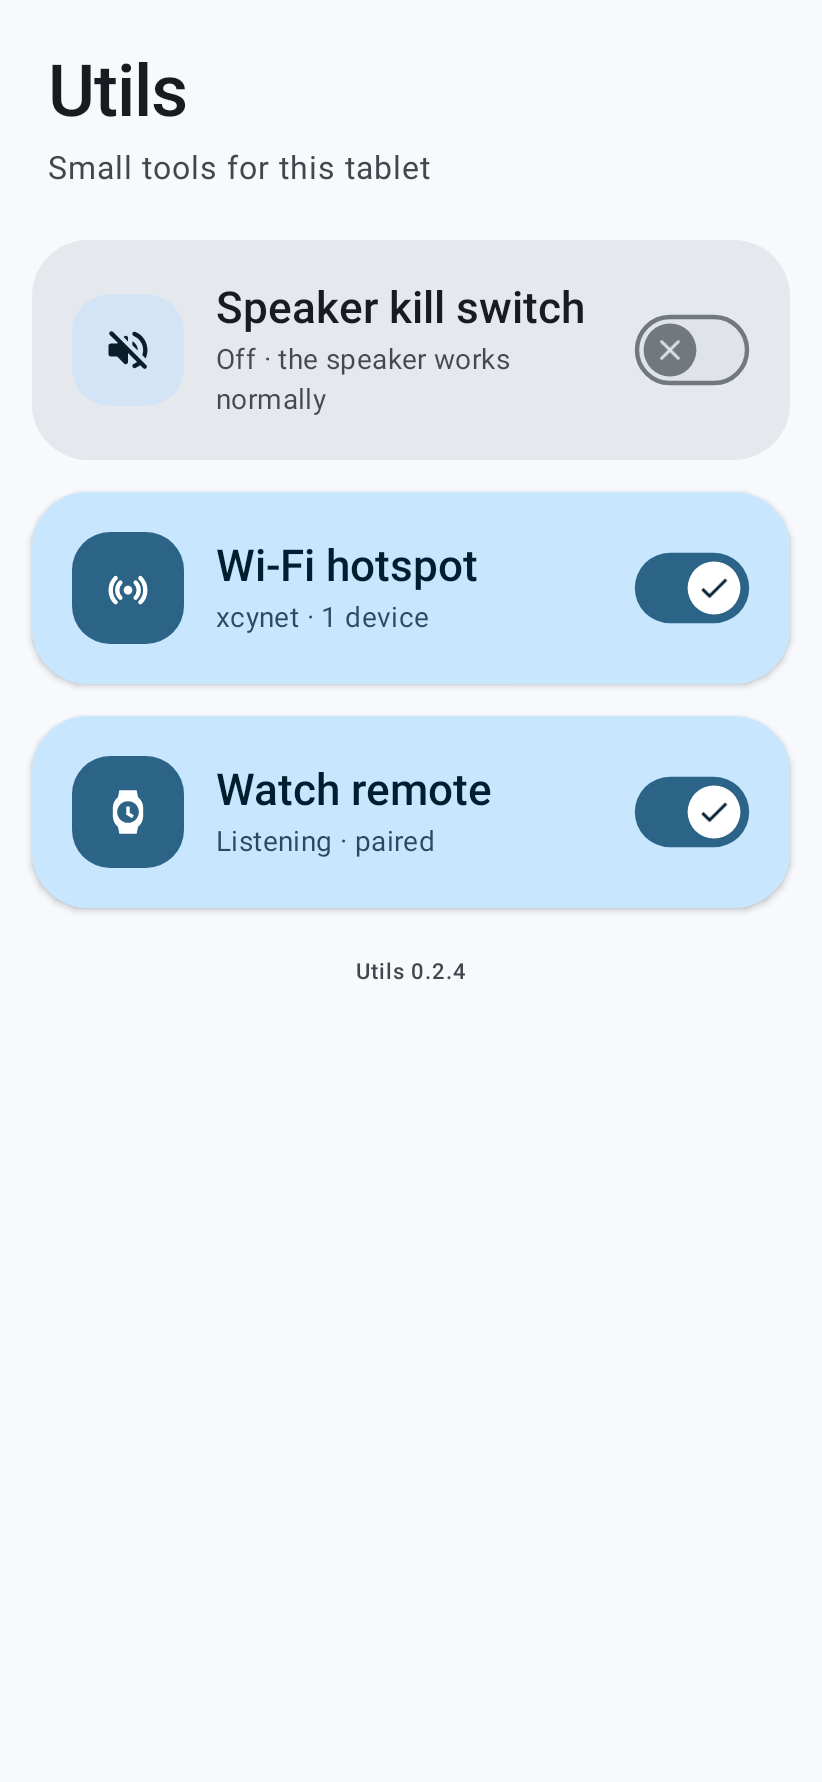 Utils
Small tools for this tablet
Speaker kill switch
Off · the speaker works
normally
Wi-Fi hotspot
xcynet · 1 device
Watch remote
Listening · paired
Utils 0.2.4